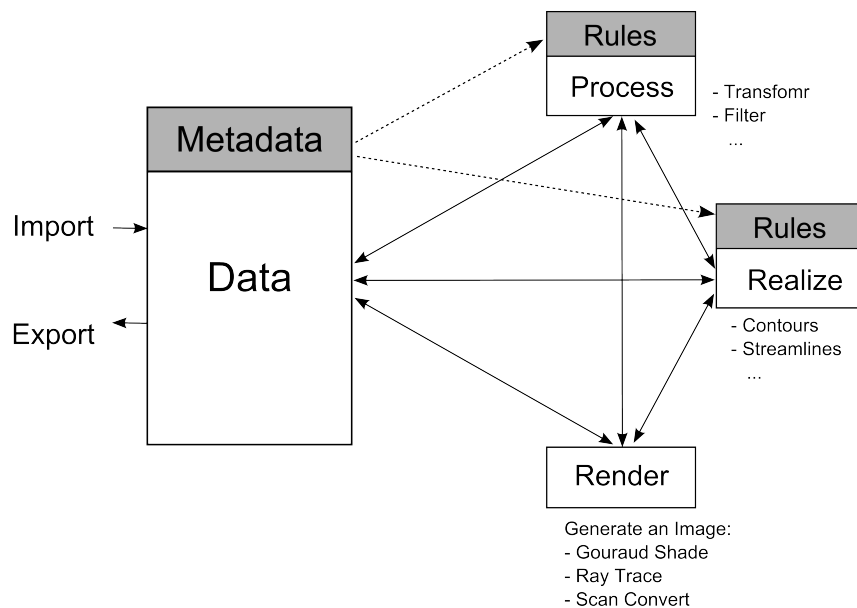 Rules
Process
- Transfomr
- Filter
...
Metadata
Import
Data
Export
Rules
Realize
- Contours
- Streamlines
...
Render
Generate an Image:
- Gouraud Shade
- Ray Trace
- Scan Convert